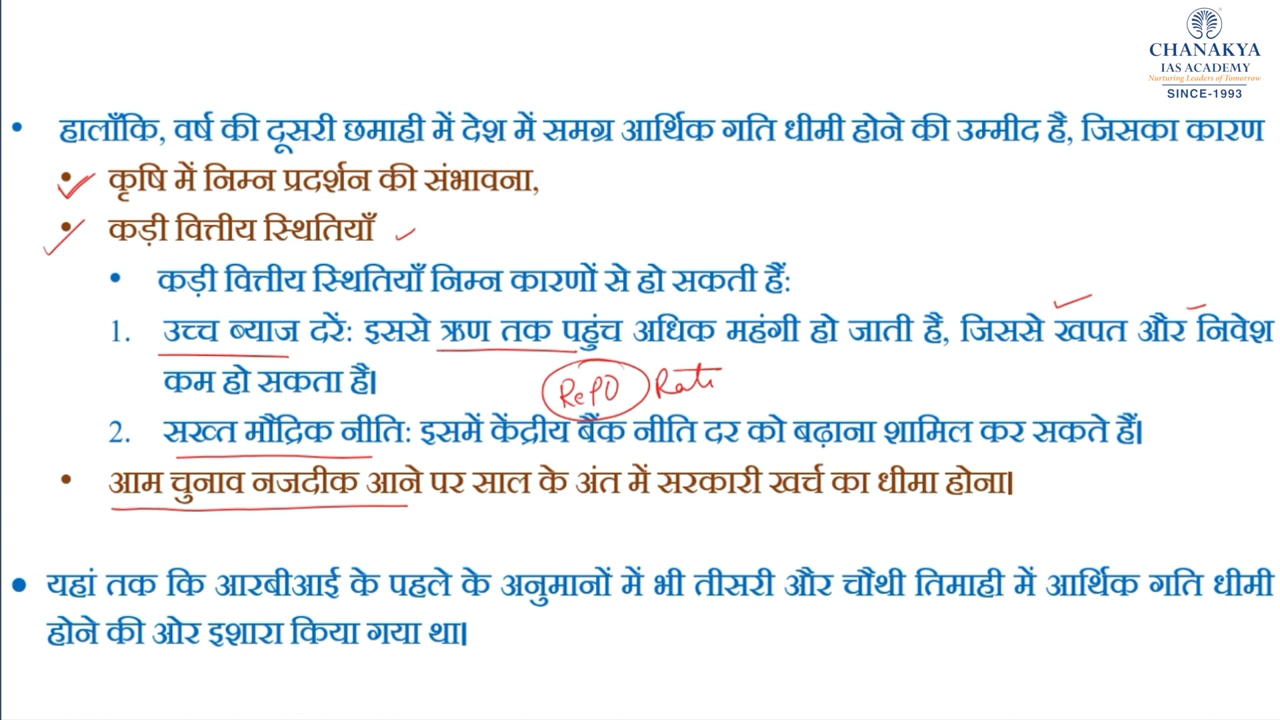 CHANAKYA
IAS ACADEMY
Nurturing Leaders of Tomorrow
SINCE-1993
• हालाँकि, वर्ष की दूसरी छमाही में देश में समग्र आर्थिक गति धीमी होने की उम्मीद है, जिसका कारण
• कृषि में निम्न प्रदर्शन की संभावना,
• कड़ी वित्तीय स्थितियाँ
• कड़ी वित्तीय स्थितियाँ निम्न कारणों से हो सकती हैं:
1. उच्च ब्याज दरें: इससे ऋण तक पहुंच अधिक महंगी हो जाती है, जिससे खपत और निवेश
कम हो सकता है।
RePO Rate
2. सख्त मौद्रिक नीति: इसमें केंद्रीय बैंक नीति दर को बढ़ाना शामिल कर सकते हैं।
• आम चुनाव नजदीक आने पर साल के अंत में सरकारी खर्च का धीमा होना।
• यहां तक कि आरबीआई के पहले के अनुमानों में भी तीसरी और चौथी तिमाही में आर्थिक गति धीमी
होने की ओर इशारा किया गया था।